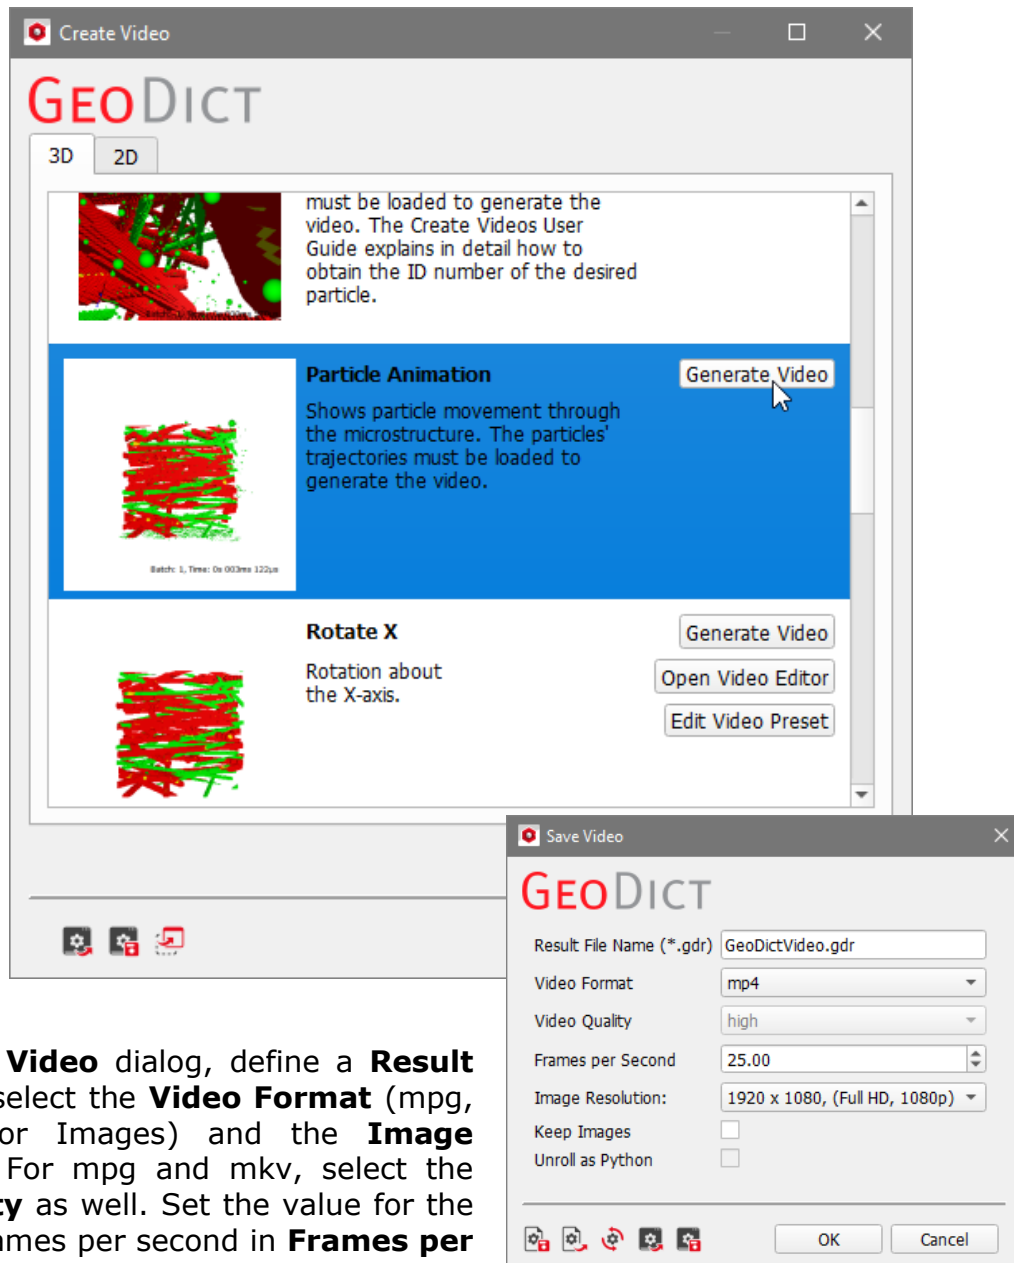 Create Video
GEODICT
3D
2D
must be loaded to generate the
video. The Create Videos User
Guide explains in detail how to
obtain the ID number of the desired
particle.
Particle Animation
Generate Video
Shows particle movement through
the microstructure. The particles'
trajectories must be loaded to
generate the video.
Batch: 1, Time: 0s 003ms 122µs
Rotate X
Generate Video
Rotation about
the X-axis.
Open Video Editor
Edit Video Preset
Save Video
GEODICT
Result File Name (*.gdr) GeoDictVideo.gdr
Video Format mp4
Video Quality high
Frames per Second 25.00
Image Resolution: 1920 x 1080, (Full HD, 1080p)
Keep Images
Unroll as Python
OK Cancel
Video dialog, define a Result
select the Video Format (mpg,
or Images) and the Image
For mpg and mkv, select the
ty as well. Set the value for the
ames per second in Frames per